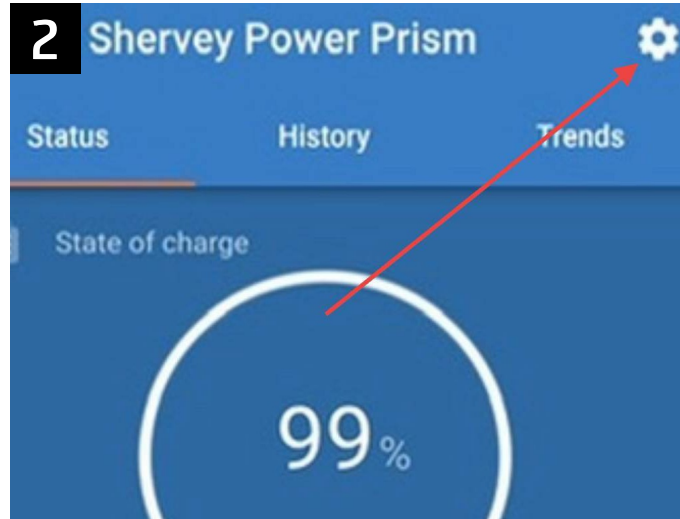 2 Shervey Power Prism
Status History Trends
State of charge
99%